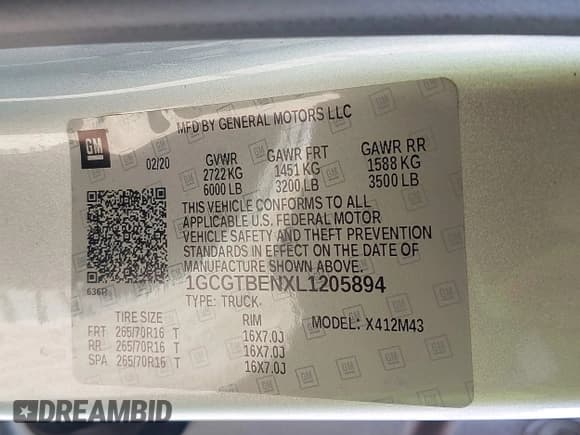 GM
MFD BY GENERAL MOTORS LLC
02/20
GVWR GAWR FRT GAWR RR
2722 KG 1451 KG 1588 KG
6000 LB 3200 LB 3500 LB
THIS VEHICLE CONFORMS TO ALL
APPLICABLE U.S. FEDERAL MOTOR
VEHICLE SAFETY AND THEFT PREVENTION
STANDARDS IN EFFECT ON THE DATE OF
MANUFACTURE SHOWN ABOVE.
636R
1GCGTBENXL1205894
TYPE: TRUCK
TIRE SIZE RIM MODEL: X412M43
FRT 265/70R16 T 16X7.0J
RR 265/70R16 T 16X7.0J
SPA 265/70R16 T 16X7.0J
DREAMBID